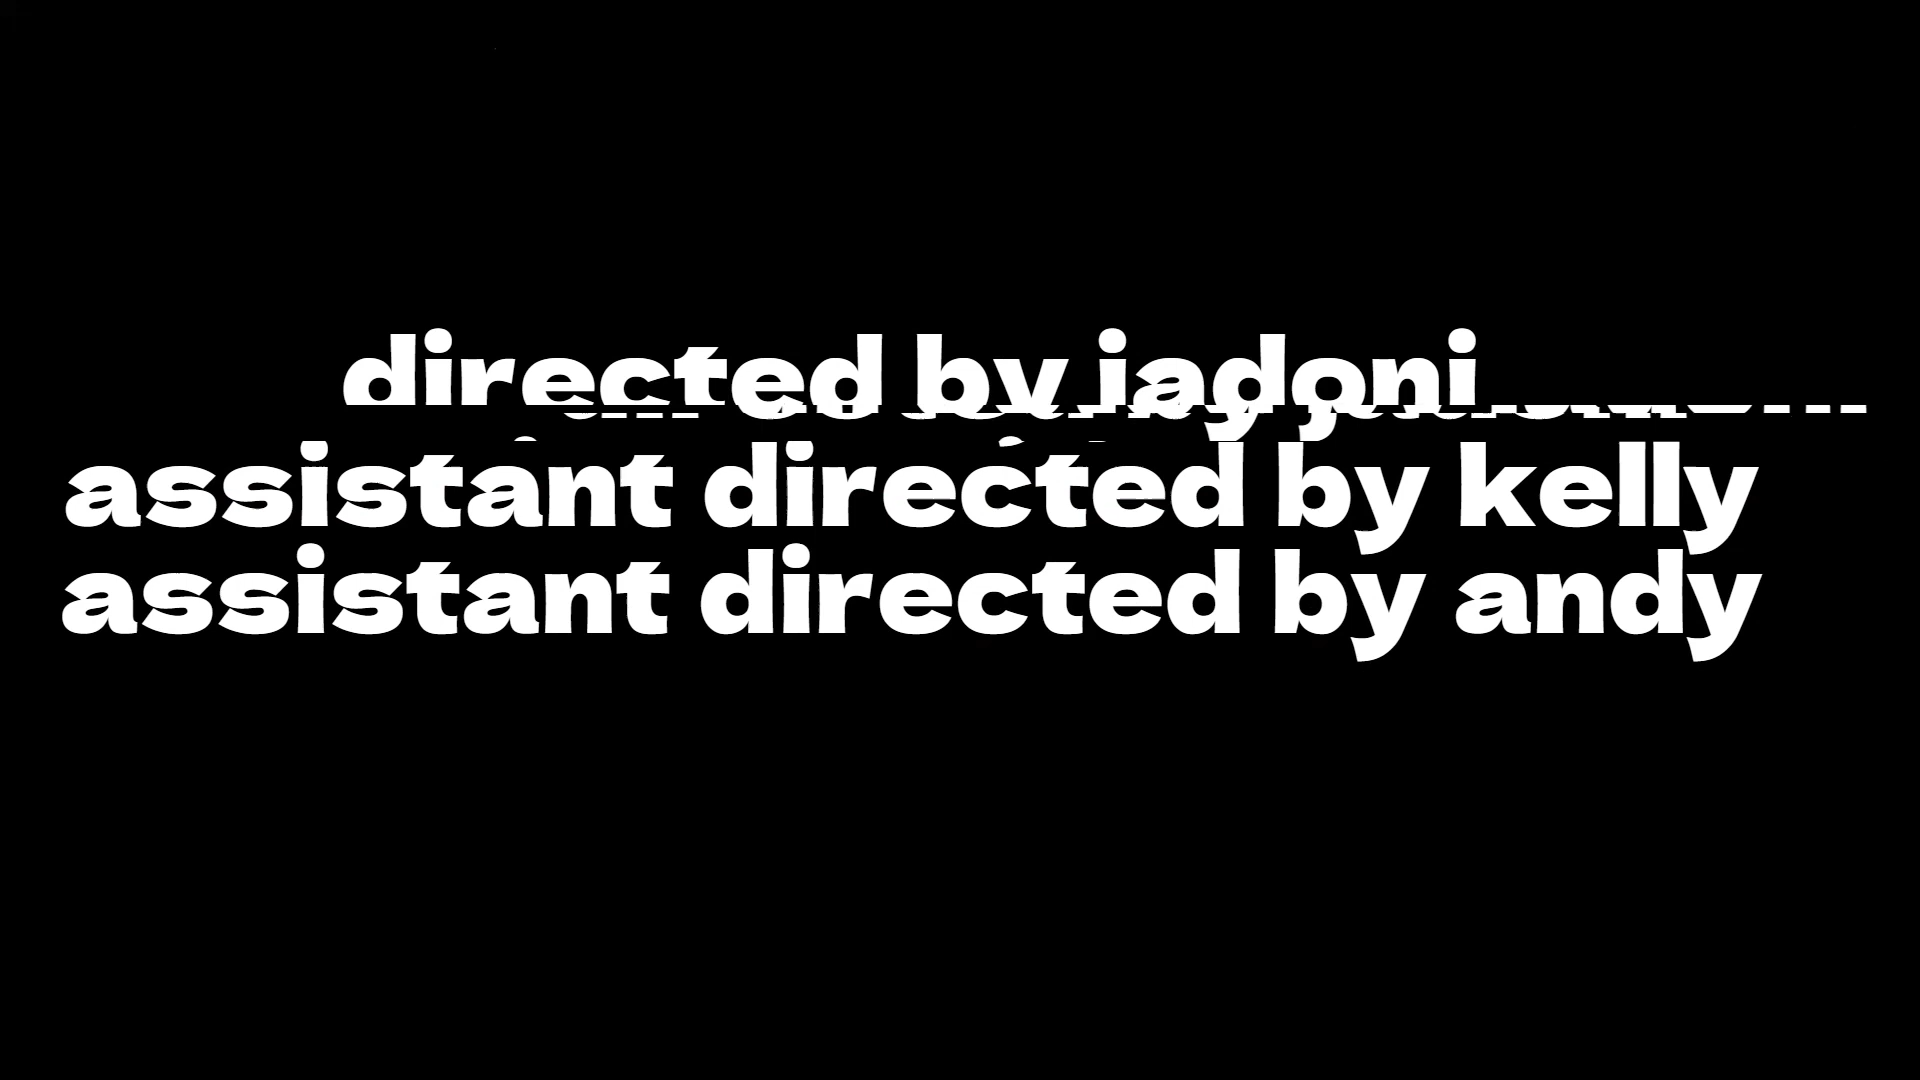 directed by jadoni
assistant directed by kelly
assistant directed by andy